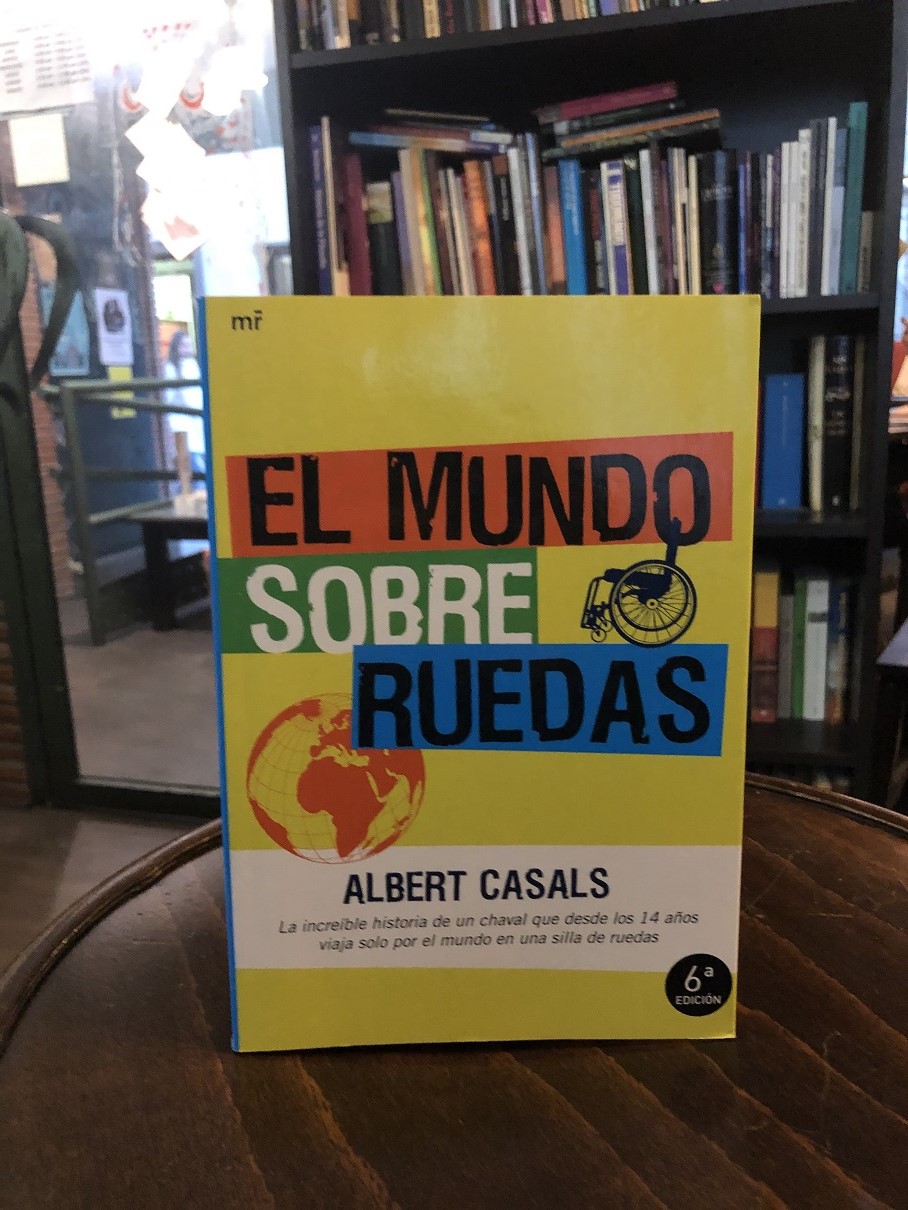 mr̄
EL MUNDO
SOBRE
RUEDAS
ALBERT CASALS
La increíble historia de un chaval que desde los 14 años
viaja solo por el mundo en una silla de ruedas
6ª
EDICIÓN